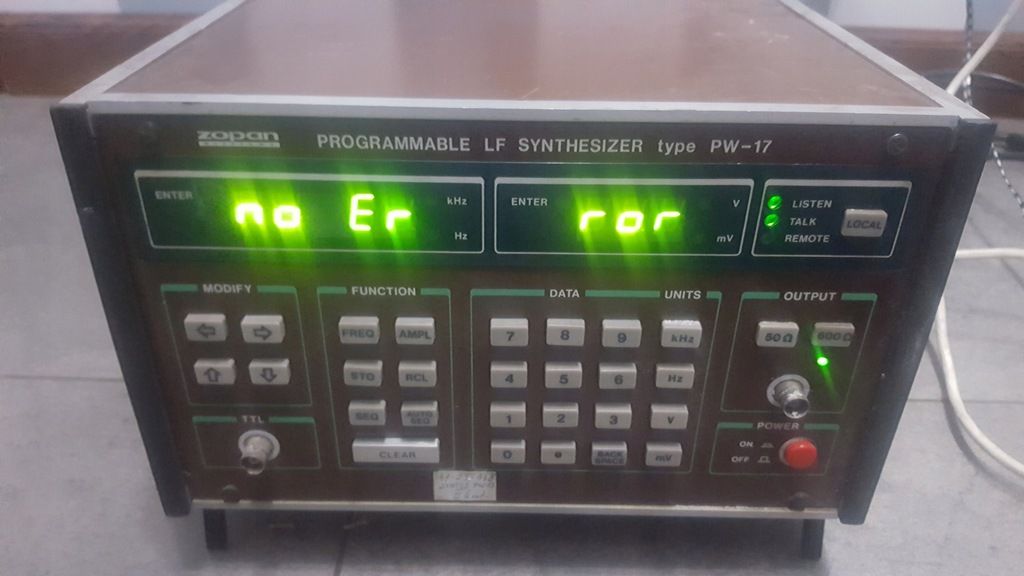 zopan
PROGRAMMABLE LF SYNTHESIZER type PW-17
ENTER no Er kHz Hz
ENTER ror V mV
LISTEN
TALK
REMOTE
LOCAL
MODIFY
FUNCTION
FREQ AMPL
STO RCL
SEQ AUTO SEQ
CLEAR
DATA UNITS
7 8 9 kHz
4 5 6 Hz
1 2 3 V
0 BACK SPACE mV
OUTPUT
50Ω 600Ω
TTL
POWER
ON
OFF